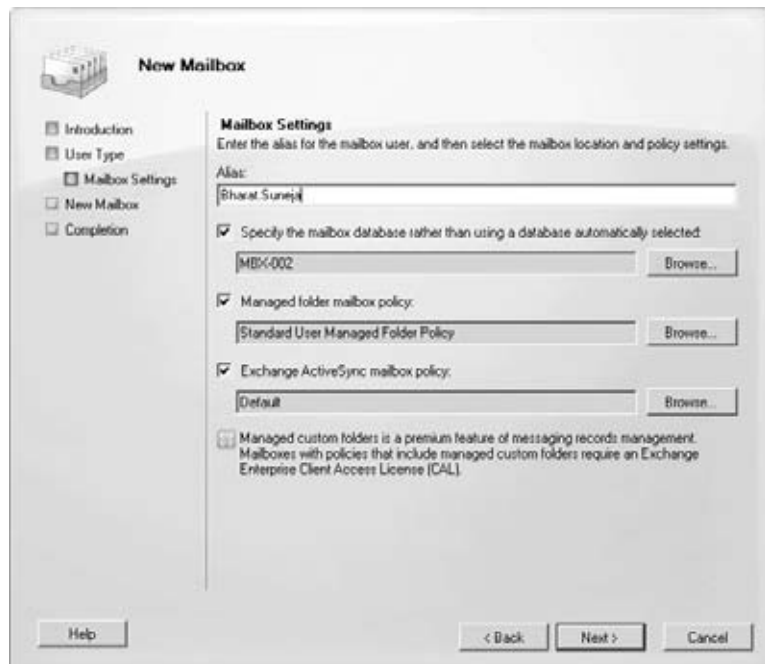 New Mailbox
Introduction
User Type
Mailbox Settings
New Mailbox
Completion
Mailbox Settings
Enter the alias for the mailbox user, and then select the mailbox location and policy settings.
Alias:
Bharat.Suneja
Specify the mailbox database rather than using a database automatically selected:
MBX-002
Browse...
Managed folder mailbox policy:
Standard User Managed Folder Policy
Browse...
Exchange ActiveSync mailbox policy:
Default
Browse...
Managed custom folders is a premium feature of messaging records management.
Mailboxes with policies that include managed custom folders require an Exchange
Enterprise Client Access License (CAL).
Help
< Back
Next >
Cancel